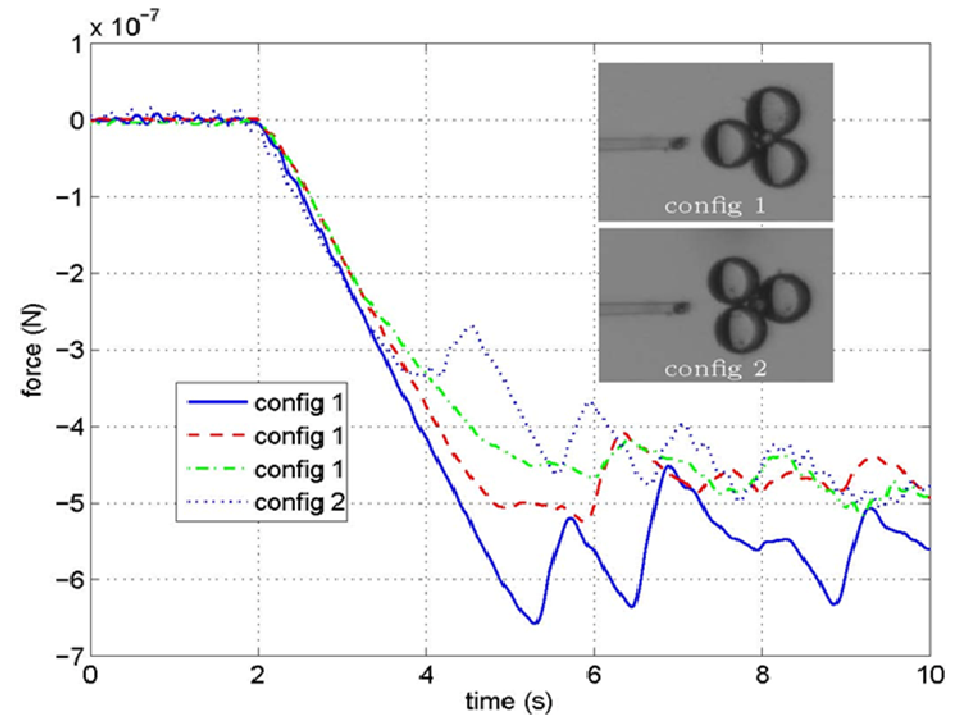 x 10⁻⁷
1
0
−1
−2
−3
−4
−5
−6
−7
force (N)
config 1
config 2
config 1
config 1
config 1
config 2
0 2 4 6 8 10
time (s)